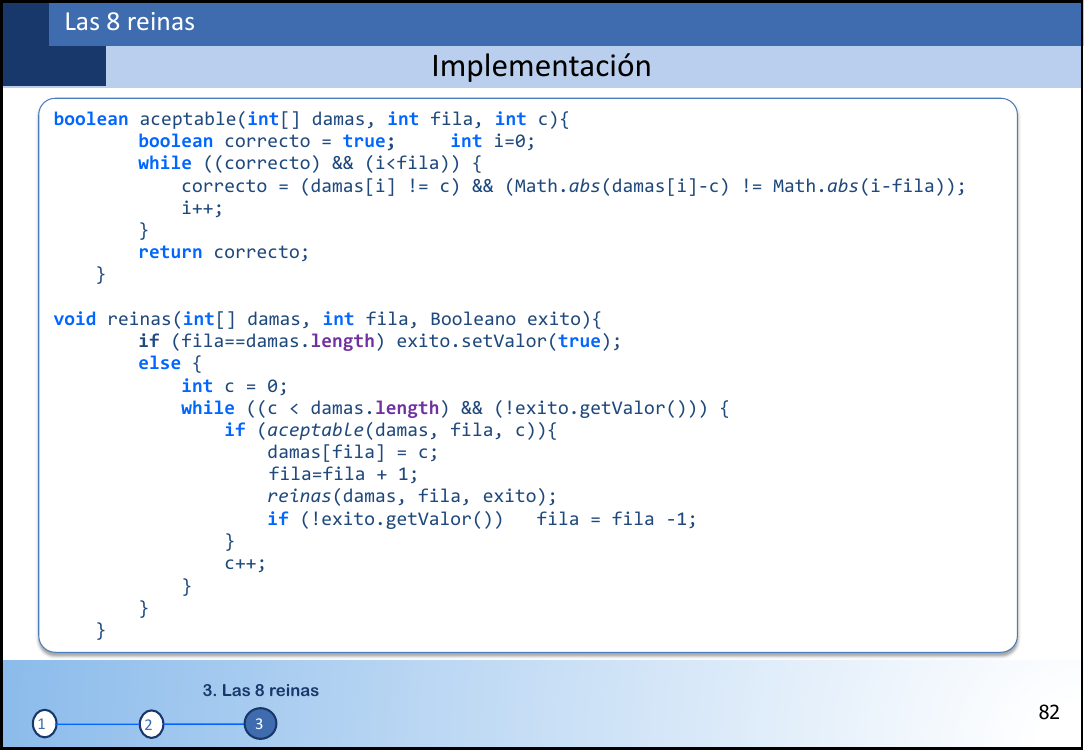 Las 8 reinas
Implementación
boolean aceptable(int[] damas, int fila, int c){
        boolean correcto = true;     int i=0;
        while ((correcto) && (i<fila)) {
            correcto = (damas[i] != c) && (Math.abs(damas[i]-c) != Math.abs(i-fila));
            i++;
        }
        return correcto;
    }
void reinas(int[] damas, int fila, Booleano exito){
        if (fila==damas.length) exito.setValor(true);
        else {
            int c = 0;
            while ((c < damas.length) && (!exito.getValor())) {
                if (aceptable(damas, fila, c)){
                    damas[fila] = c;
                    fila=fila + 1;
                    reinas(damas, fila, exito);
                    if (!exito.getValor())   fila = fila -1;
                }
                c++;
            }
        }
    }
3. Las 8 reinas
1 2 3
82